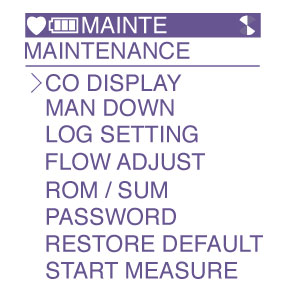 MAINTE
MAINTENANCE
>CO DISPLAY
MAN DOWN
LOG SETTING
FLOW ADJUST
ROM / SUM
PASSWORD
RESTORE DEFAULT
START MEASURE